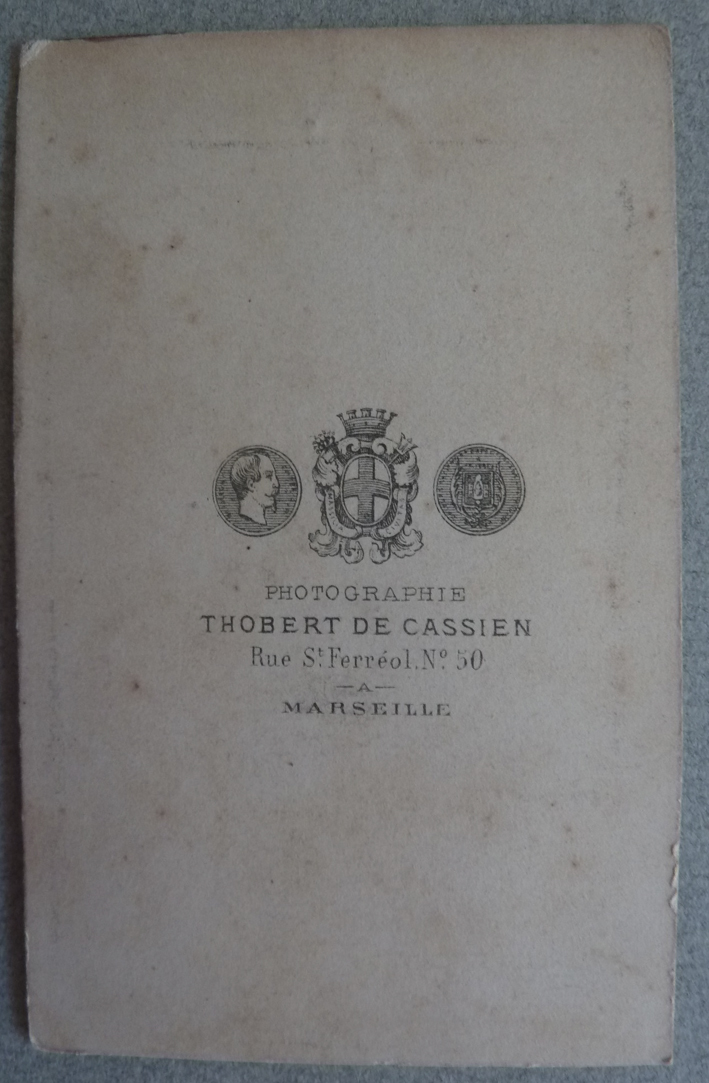 PHOTOGRAPHIE
THOBERT DE CASSIEN
Rue St Ferréol. No 50
—A—
MARSEILLE